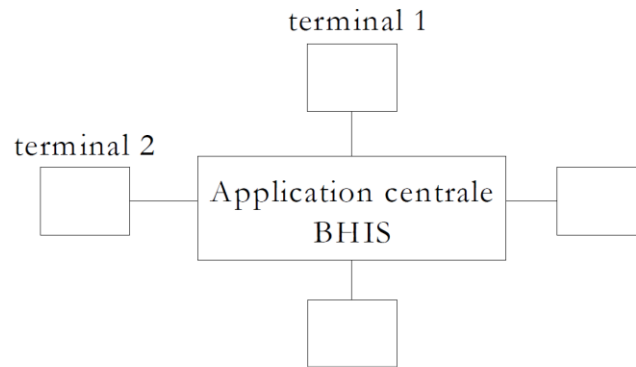 terminal 1
terminal 2
Application centrale
BHIS